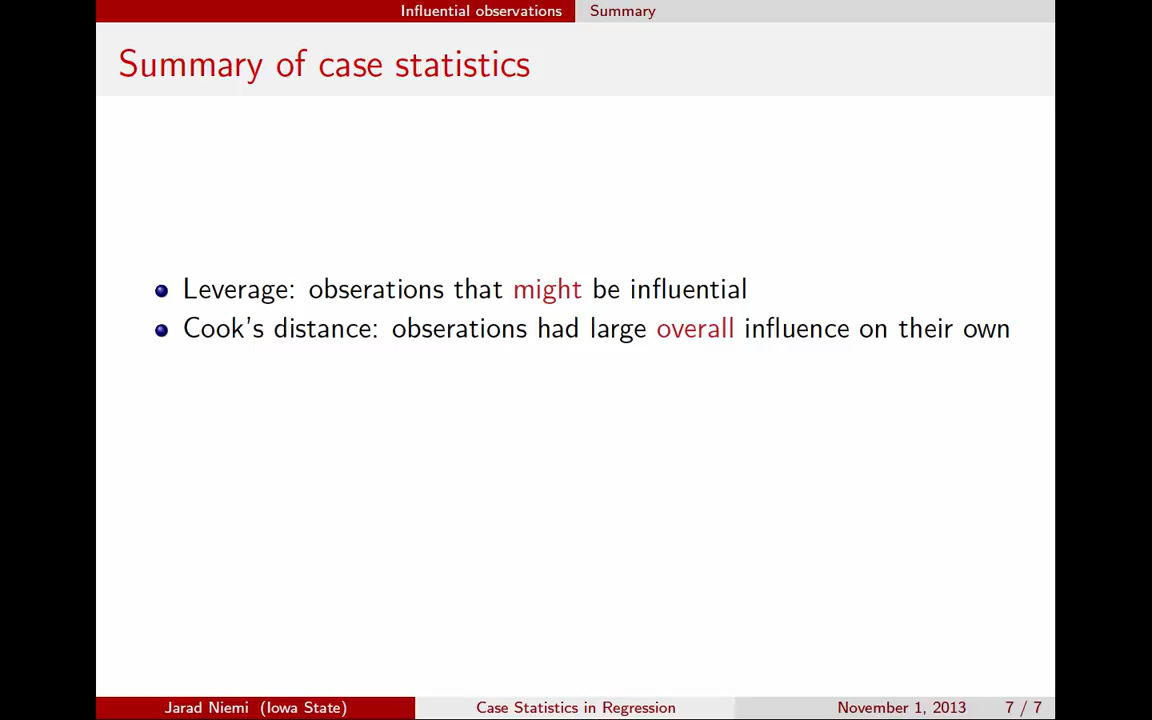 Influential observations Summary
Summary of case statistics
Leverage: obserations that might be influential
Cook's distance: obserations had large overall influence on their own
Jarad Niemi (Iowa State) Case Statistics in Regression November 1, 2013 7 / 7